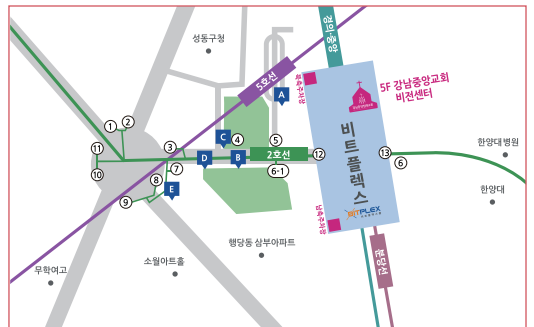 경의·중앙
성동구청
5호선
북측주차장
5F 강남중앙교회
비전센터
A
1
2
C
4
5
3
11
D
B
2호선
12
비트플렉스
13
6
한양대병원
10
7
8
6-1
E
9
한양대
남측주차장
BITPLEX
행당동 삼부아파트
분당선
소월아트홀
무학여고